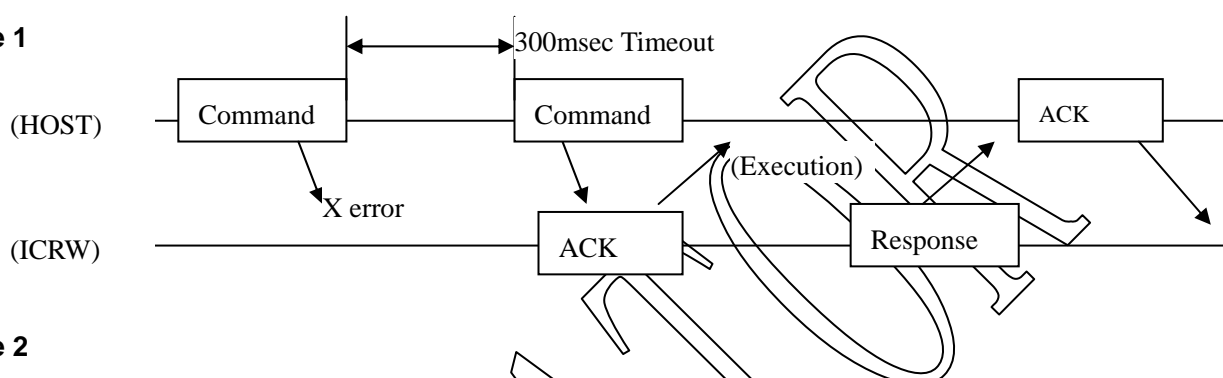 e 1
300msec Timeout
(HOST)
Command
Command
ACK
(Execution)
X error
(ICRW)
ACK
Response
e 2